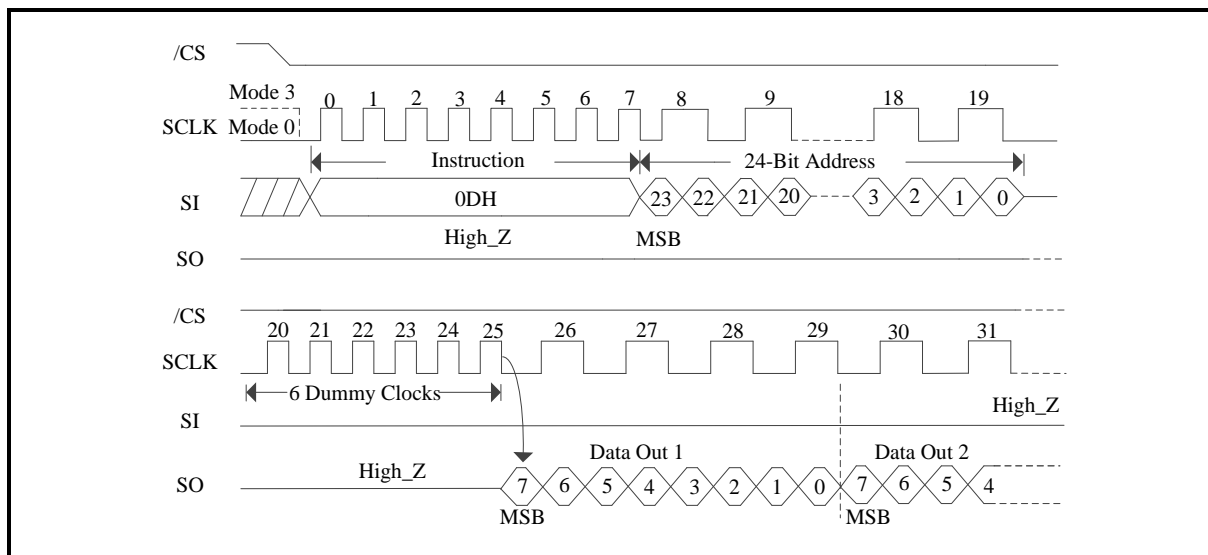 /CS
Mode 3
0 1 2 3 4 5 6 7 8 9 18 19
SCLK
Mode 0
Instruction 24-Bit Address
SI
0DH 23 22 21 20 3 2 1 0
High_Z MSB
SO
/CS
20 21 22 23 24 25 26 27 28 29 30 31
SCLK
6 Dummy Clocks
High_Z
SI
Data Out 1 Data Out 2
High_Z
SO
7 6 5 4 3 2 1 0 7 6 5 4
MSB MSB